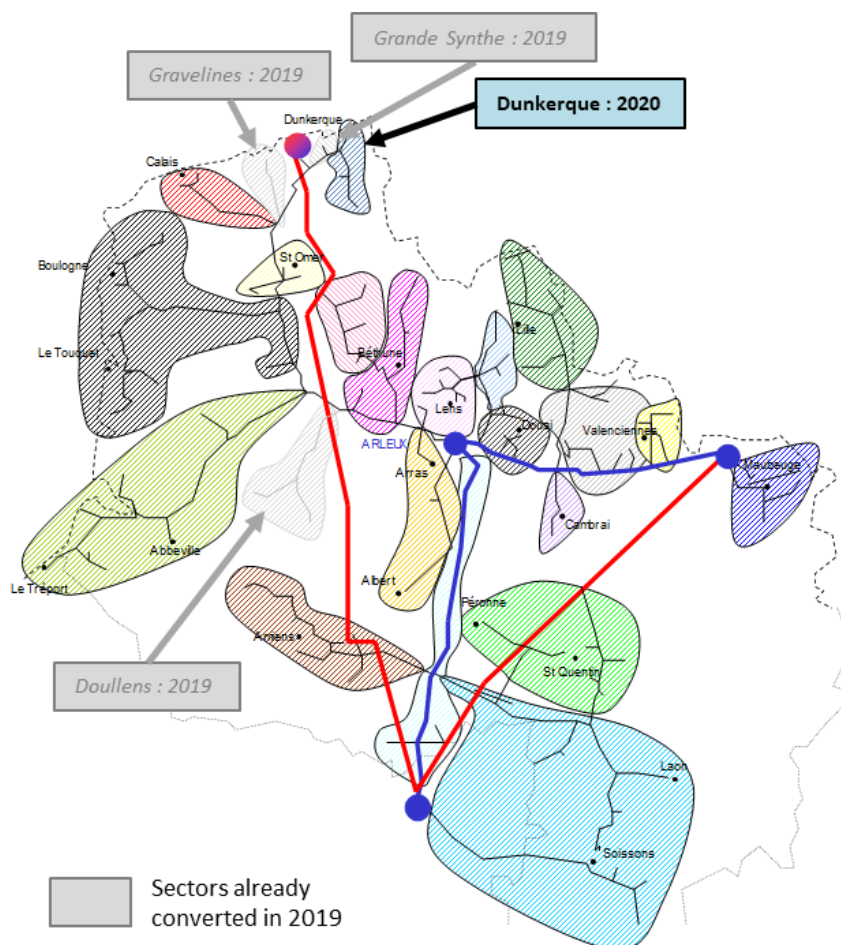 Grande Synthe : 2019
Gravelines : 2019
Dunkerque : 2020
Dunkerque
Calais
St Omer
Boulogne
Le Touquet
Béthune
Lille
Lens
Douai
Valenciennes
ARLEUX
Arras
Maubeuge
Cambrai
Abbeville
Le Tréport
Albert
Péronne
Amiens
St Quentin
Doullens : 2019
Laon
Soissons
Sectors already
converted in 2019